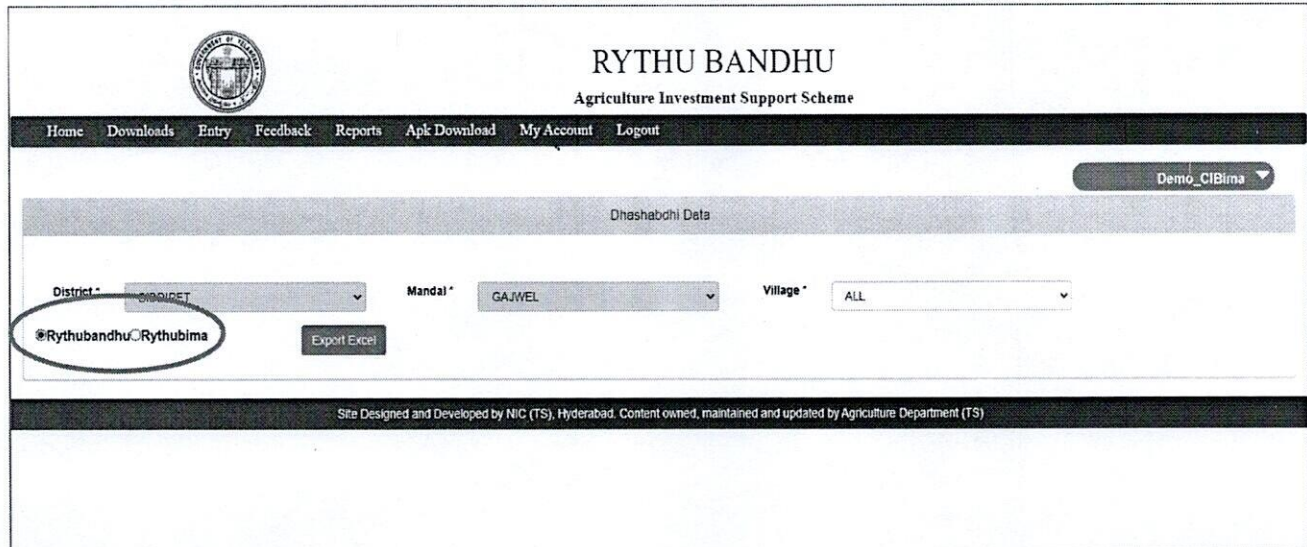 RYTHU BANDHU
Agriculture Investment Support Scheme
Home Downloads Entry Feedback Reports Apk Download My Account Logout
Demo_CIBima
Dhashabdhi Data
District * SIDDIPET Mandal * GAJWEL Village * ALL
Rythubandhu Rythubima Export Excel
Site Designed and Developed by NIC (TS), Hyderabad. Content owned, maintained and updated by Agriculture Department (TS)